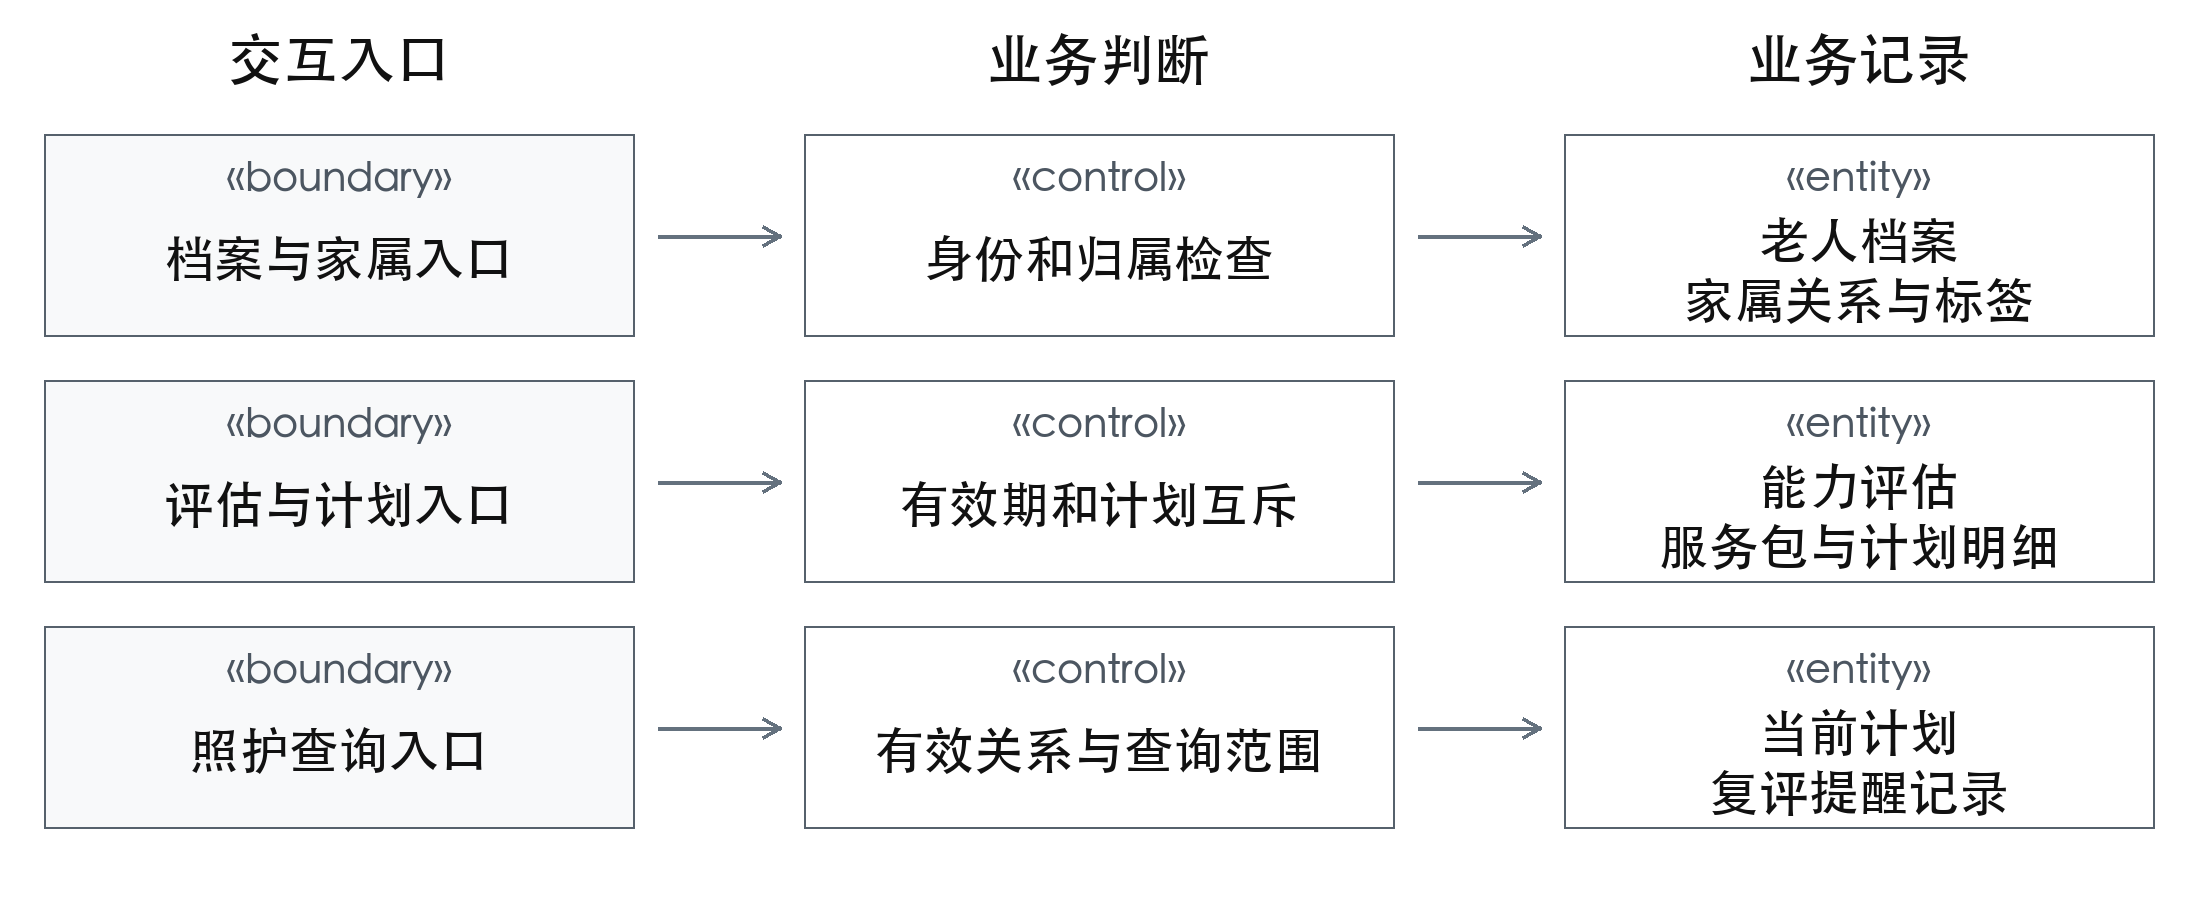 交互入口
业务判断
业务记录
«boundary»
档案与家属入口
«control»
身份和归属检查
«entity»
老人档案
家属关系与标签
«boundary»
评估与计划入口
«control»
有效期和计划互斥
«entity»
能力评估
服务包与计划明细
«boundary»
照护查询入口
«control»
有效关系与查询范围
«entity»
当前计划
复评提醒记录